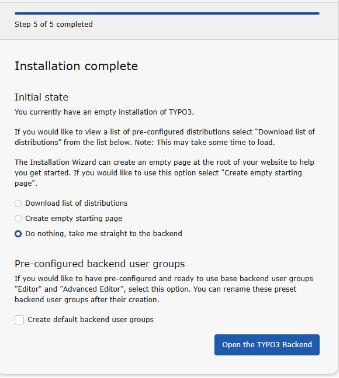 Step 5 of 5 completed
Installation complete
Initial state
You currently have an empty installation of TYPO3.
If you would like to view a list of pre-configured distributions select "Download list of
distributions" from the list below. Note: This may take some time to load.
The Installation Wizard can create an empty page at the root of your website to help
you get started. If you would like to use this option select "Create empty starting
page".
Download list of distributions
Create empty starting page
Do nothing, take me straight to the backend
Pre-configured backend user groups
If you would like to have pre-configured and ready to use base backend user groups
"Editor" and "Advanced Editor", select this option. You can rename these preset
backend user groups after their creation.
Create default backend user groups
Open the TYPO3 Backend